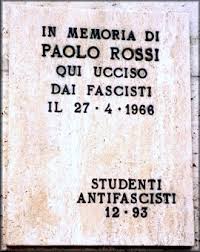 IN MEMORIA DI
PAOLO ROSSI
QUI UCCISO
DAI FASCISTI
IL 27-4-1966
STUDENTI
ANTIFASCISTI
12·93